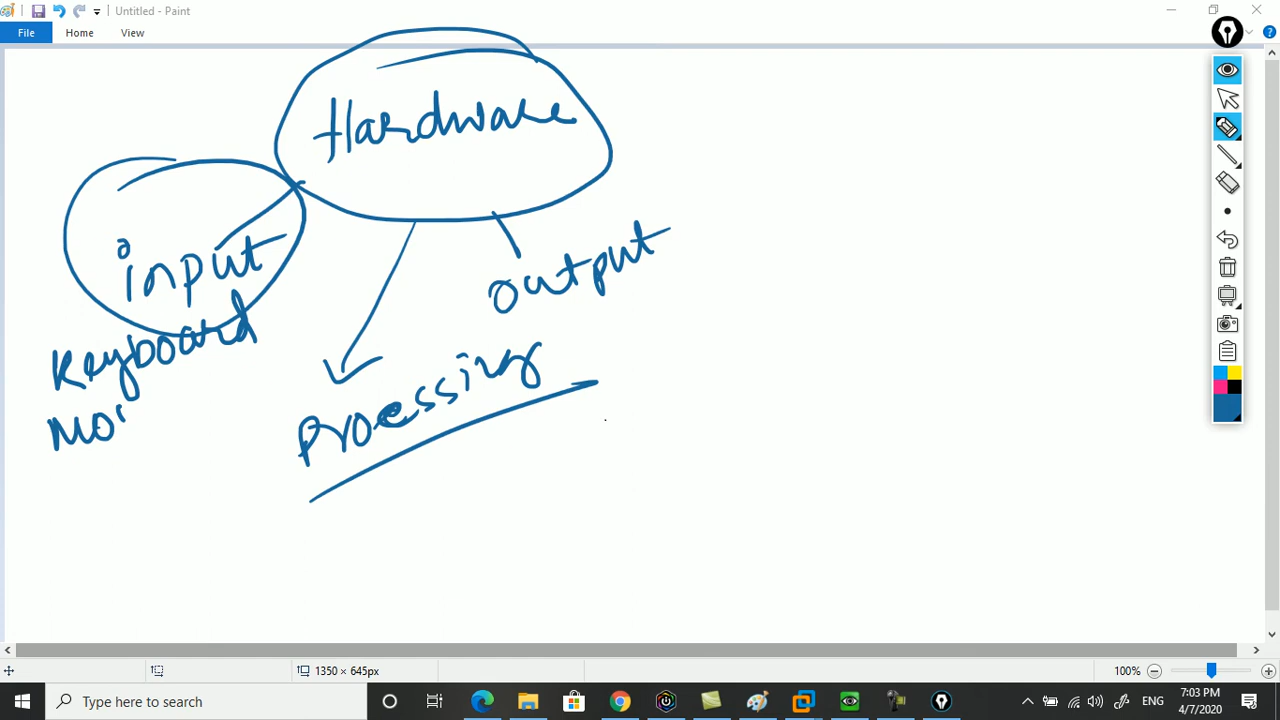 Untitled - Paint
File Home View
Hardware
input
output
Keyboard
Mo
Processing
1350 × 645px
100%
Type here to search
ENG
7:03 PM
4/7/2020